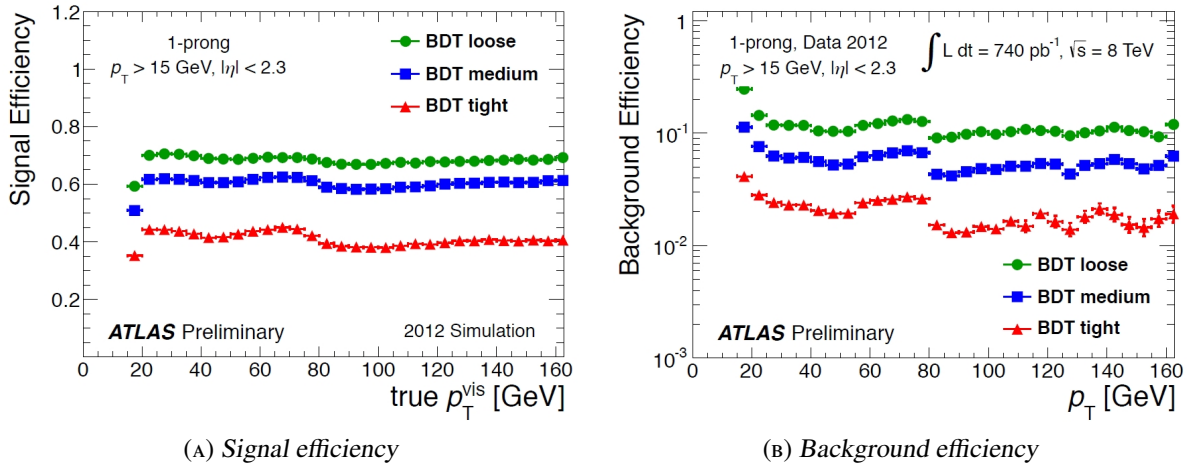 Signal Efficiency
1.2
1
0.8
0.6
0.4
0.2
1-prong
p_T > 15 GeV, |η| < 2.3
BDT loose
BDT medium
BDT tight
ATLAS Preliminary
2012 Simulation
0 20 40 60 80 100 120 140 160
true p_T^vis [GeV]
(A) Signal efficiency
Background Efficiency
1
10^-1
10^-2
10^-3
1-prong, Data 2012
p_T > 15 GeV, |η| < 2.3
∫ L dt = 740 pb^-1, √s = 8 TeV
BDT loose
BDT medium
BDT tight
ATLAS Preliminary
0 20 40 60 80 100 120 140 160
p_T [GeV]
(B) Background efficiency